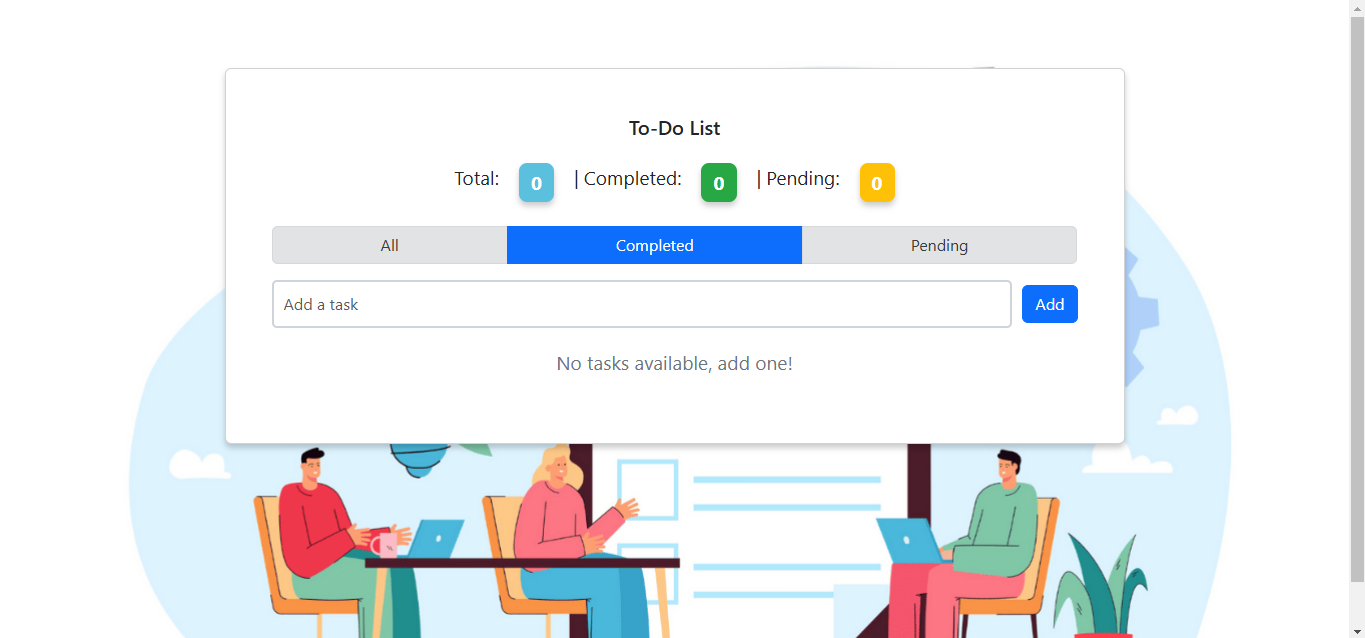 To-Do List
Total: 0 | Completed: 0 | Pending: 0
All Completed Pending
Add a task Add
No tasks available, add one!